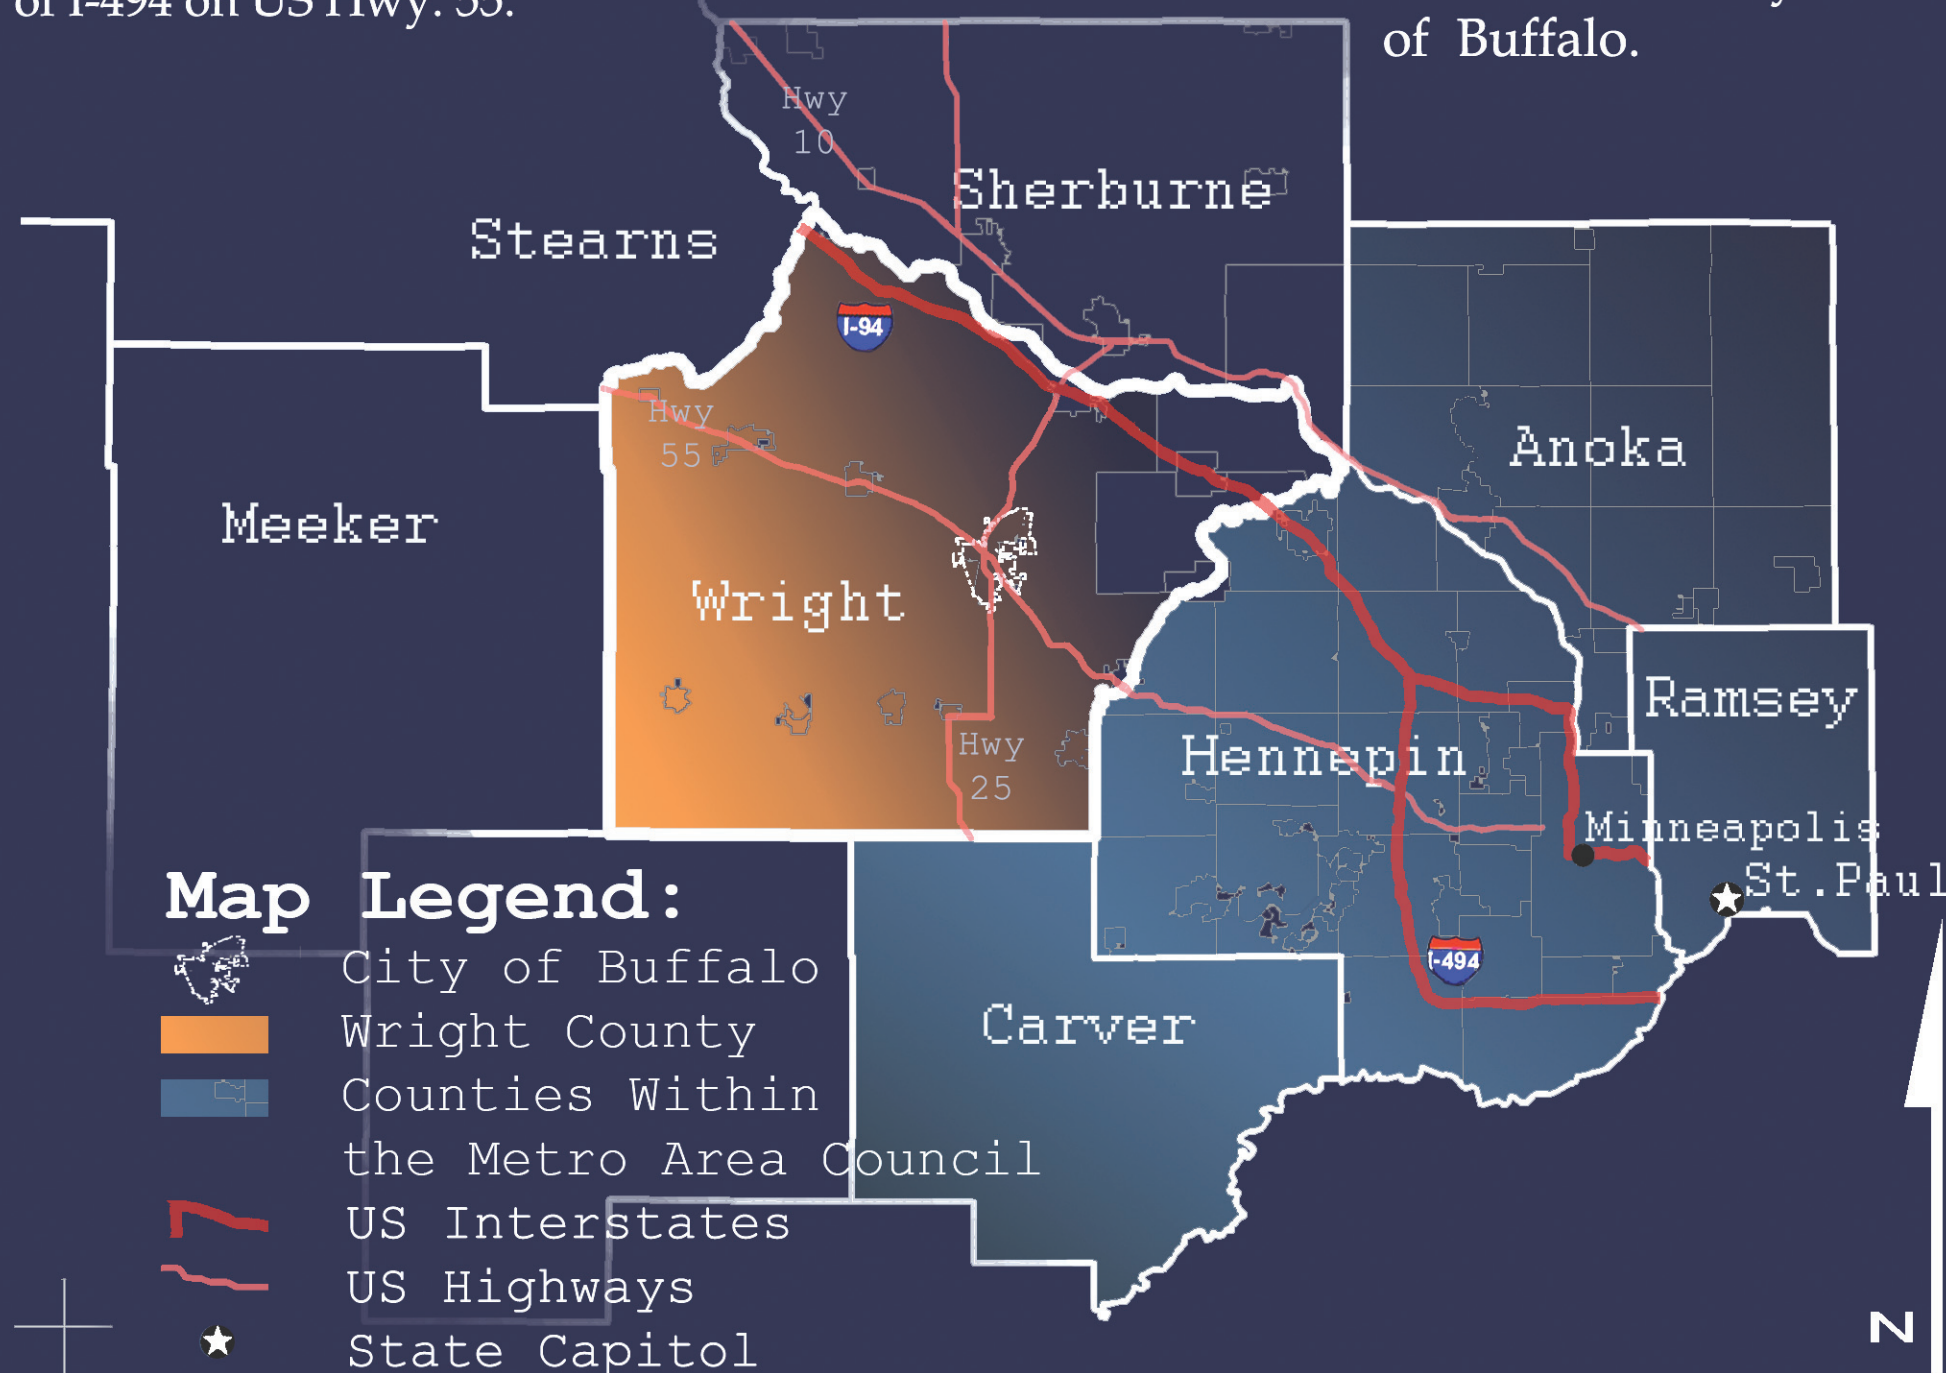 of I-494 on US Hwy. 55.
of Buffalo.
Hwy
10
Sherburne
Stearns
I-94
Hwy
55
Anoka
Meeker
Wright
Ramsey
Hwy
25
Hennepin
Minneapolis
St.Paul
I-494
Carver
Map Legend:
City of Buffalo
Wright County
Counties Within
the Metro Area Council
US Interstates
US Highways
State Capitol
N